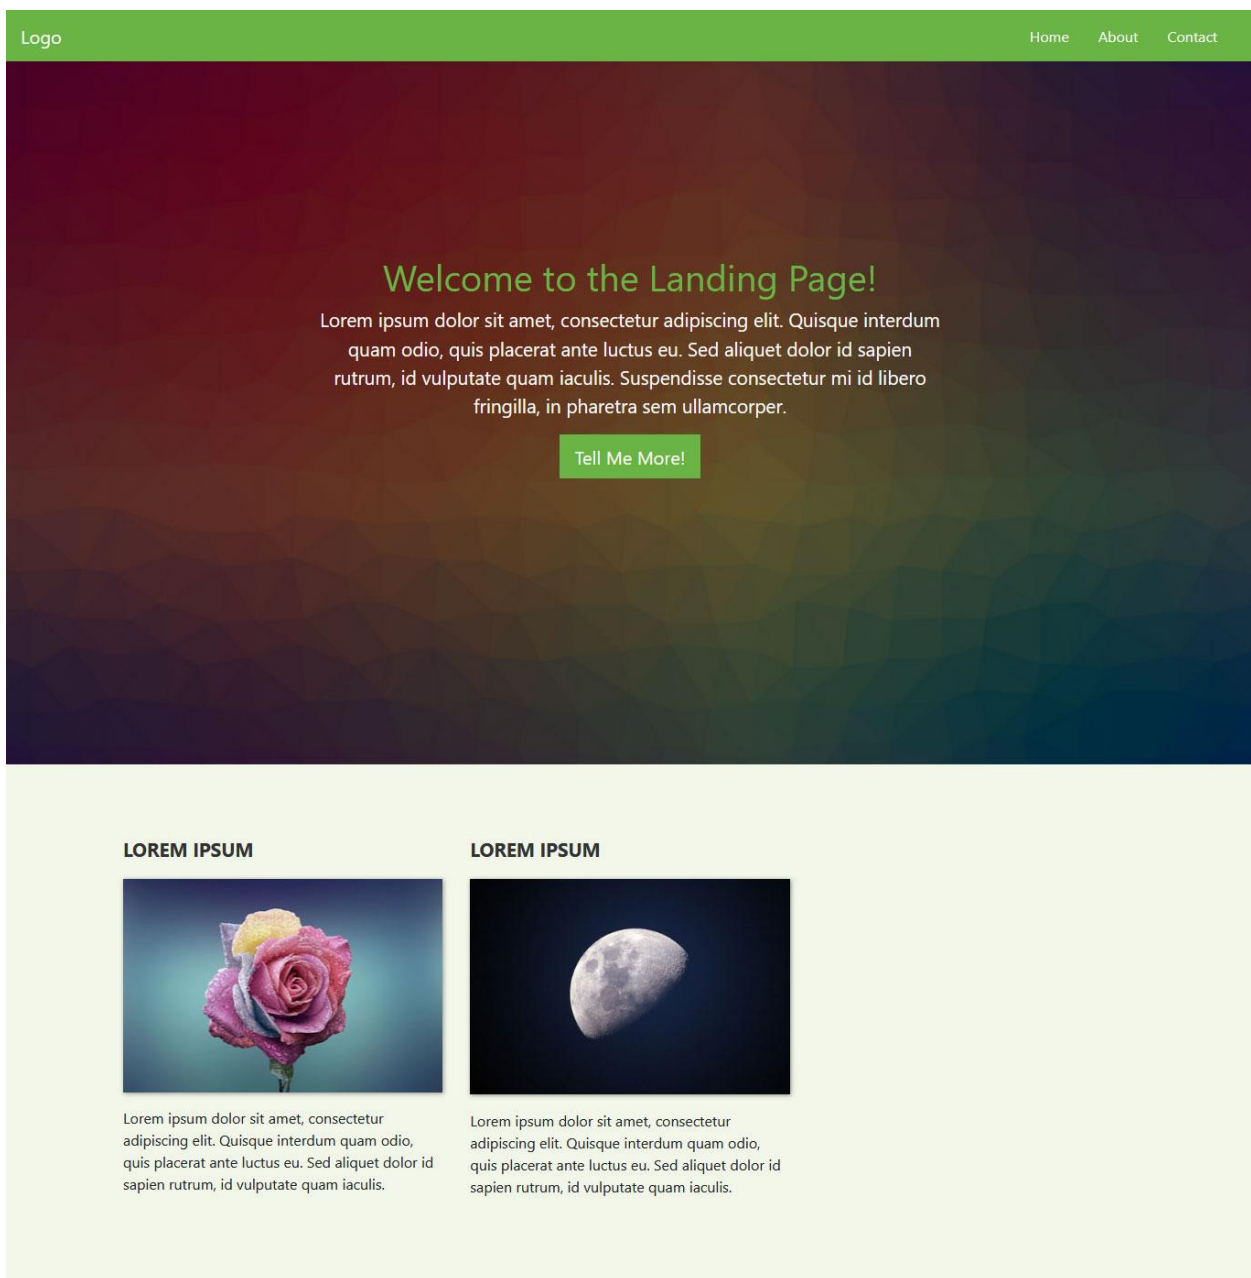 Logo
Home About Contact
Welcome to the Landing Page!
Lorem ipsum dolor sit amet, consectetur adipiscing elit. Quisque interdum
quam odio, quis placerat ante luctus eu. Sed aliquet dolor id sapien
rutrum, id vulputate quam iaculis. Suspendisse consectetur mi id libero
fringilla, in pharetra sem ullamcorper.
Tell Me More!
LOREM IPSUM
Lorem ipsum dolor sit amet, consectetur
adipiscing elit. Quisque interdum quam odio,
quis placerat ante luctus eu. Sed aliquet dolor id
sapien rutrum, id vulputate quam iaculis.
LOREM IPSUM
Lorem ipsum dolor sit amet, consectetur
adipiscing elit. Quisque interdum quam odio,
quis placerat ante luctus eu. Sed aliquet dolor id
sapien rutrum, id vulputate quam iaculis.